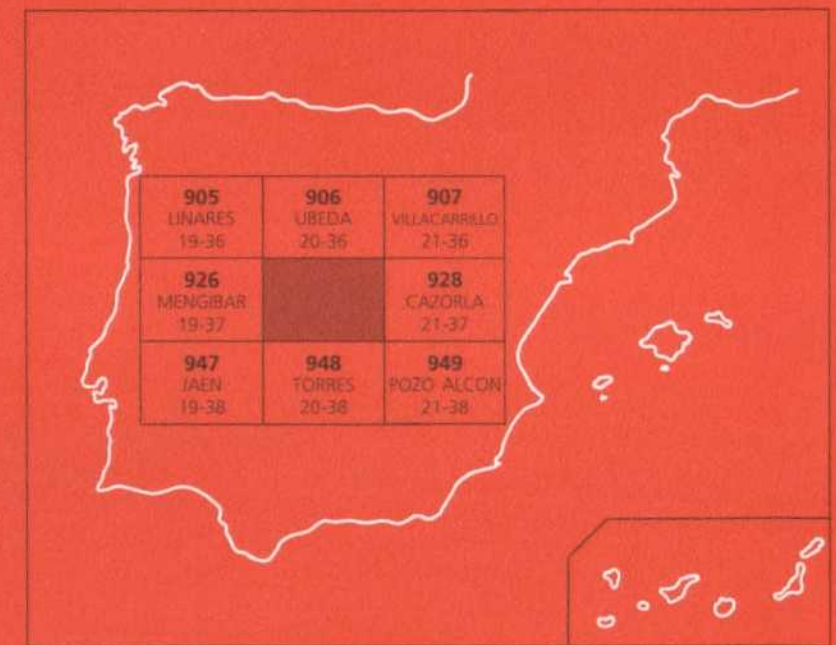 905
LINARES
19-36
906
UBEDA
20-36
907
VILLACARRILLO
21-36
926
MENGIBAR
19-37
928
CAZORLA
21-37
947
JAEN
19-38
948
TORRES
20-38
949
POZO ALCON
21-38